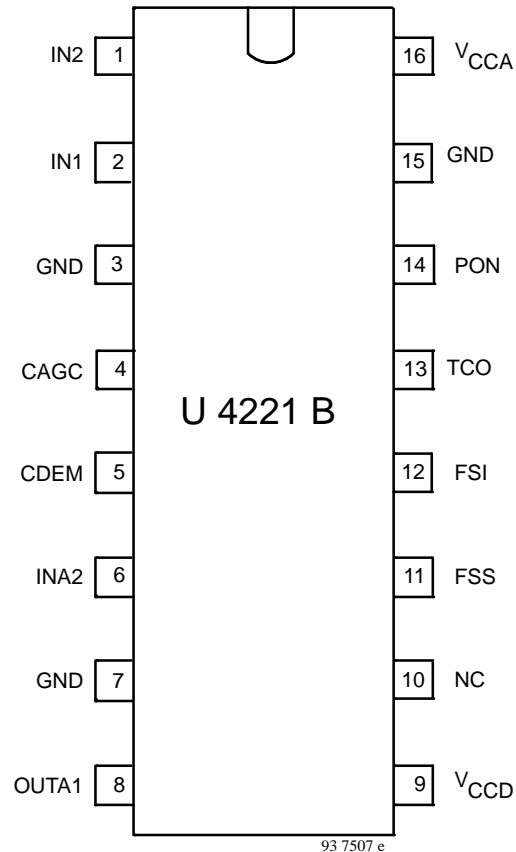 IN2 1 16 VCCA
IN1 2 15 GND
GND 3 14 PON
CAGC 4 13 TCO
U 4221 B
CDEM 5 12 FSI
INA2 6 11 FSS
GND 7 10 NC
OUTA1 8 9 VCCD
93 7507 e